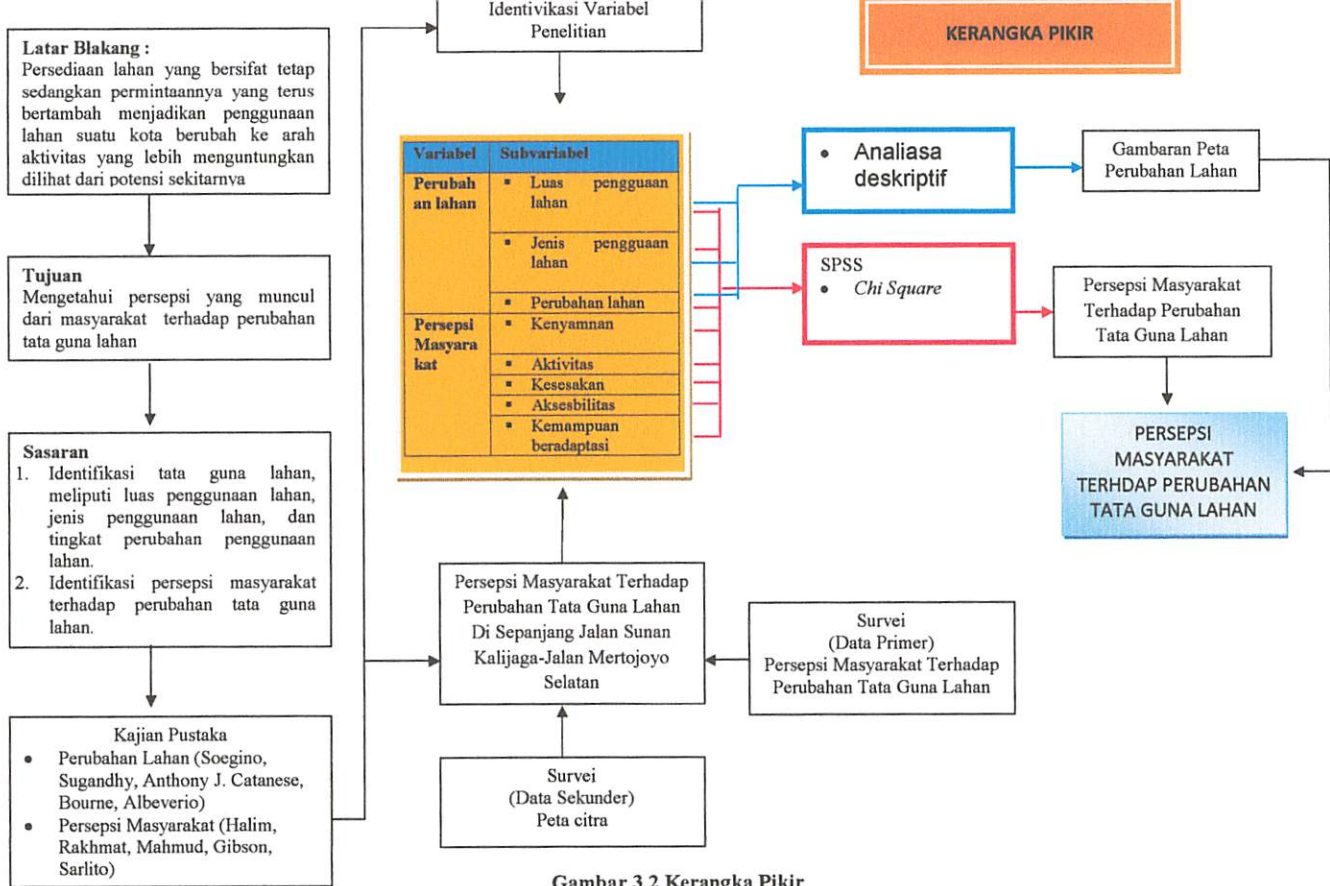 Latar Blakang :
Persediaan lahan yang bersifat tetap
sedangkan permintaannya yang terus
bertambah menjadikan penggunaan
lahan suatu kota berubah ke arah
aktivitas yang lebih menguntungkan
dilihat dari potensi sekitarnya
Tujuan
Mengetahui persepsi yang muncul
dari masyarakat terhadap perubahan
tata guna lahan
Sasaran
1. Identifikasi tata guna lahan,
meliputi luas penggunaan lahan,
jenis penggunaan lahan, dan
tingkat perubahan penggunaan
lahan.
2. Identifikasi persepsi masyarakat
terhadap perubahan tata guna
lahan.
Kajian Pustaka
• Perubahan Lahan (Soegino,
Sugandhy, Anthony J. Catanese,
Bourne, Albeverio)
• Persepsi Masyarakat (Halim,
Rakhmat, Mahmud, Gibson,
Sarlito)
Identivikasi Variabel
Penelitian
Variabel Subvariabel
Perubah
an lahan
▪ Luas pengguaan
lahan
▪ Jenis pengguaan
lahan
▪ Perubahan lahan
Persepsi
Masyara
kat
▪ Kenyamnan
▪ Aktivitas
▪ Kesesakan
▪ Aksesbilitas
▪ Kemampuan
beradaptasi
Persepsi Masyarakat Terhadap
Perubahan Tata Guna Lahan
Di Sepanjang Jalan Sunan
Kalijaga-Jalan Mertojoyo
Selatan
Survei
(Data Sekunder)
Peta citra
Survei
(Data Primer)
Persepsi Masyarakat Terhadap
Perubahan Tata Guna Lahan
KERANGKA PIKIR
• Analiasa
deskriptif
Gambaran Peta
Perubahan Lahan
SPSS
• Chi Square
Persepsi Masyarakat
Terhadap Perubahan
Tata Guna Lahan
PERSEPSI
MASYARAKAT
TERHDAP PERUBAHAN
TATA GUNA LAHAN
Gambar 3.2 Kerangka Pikir